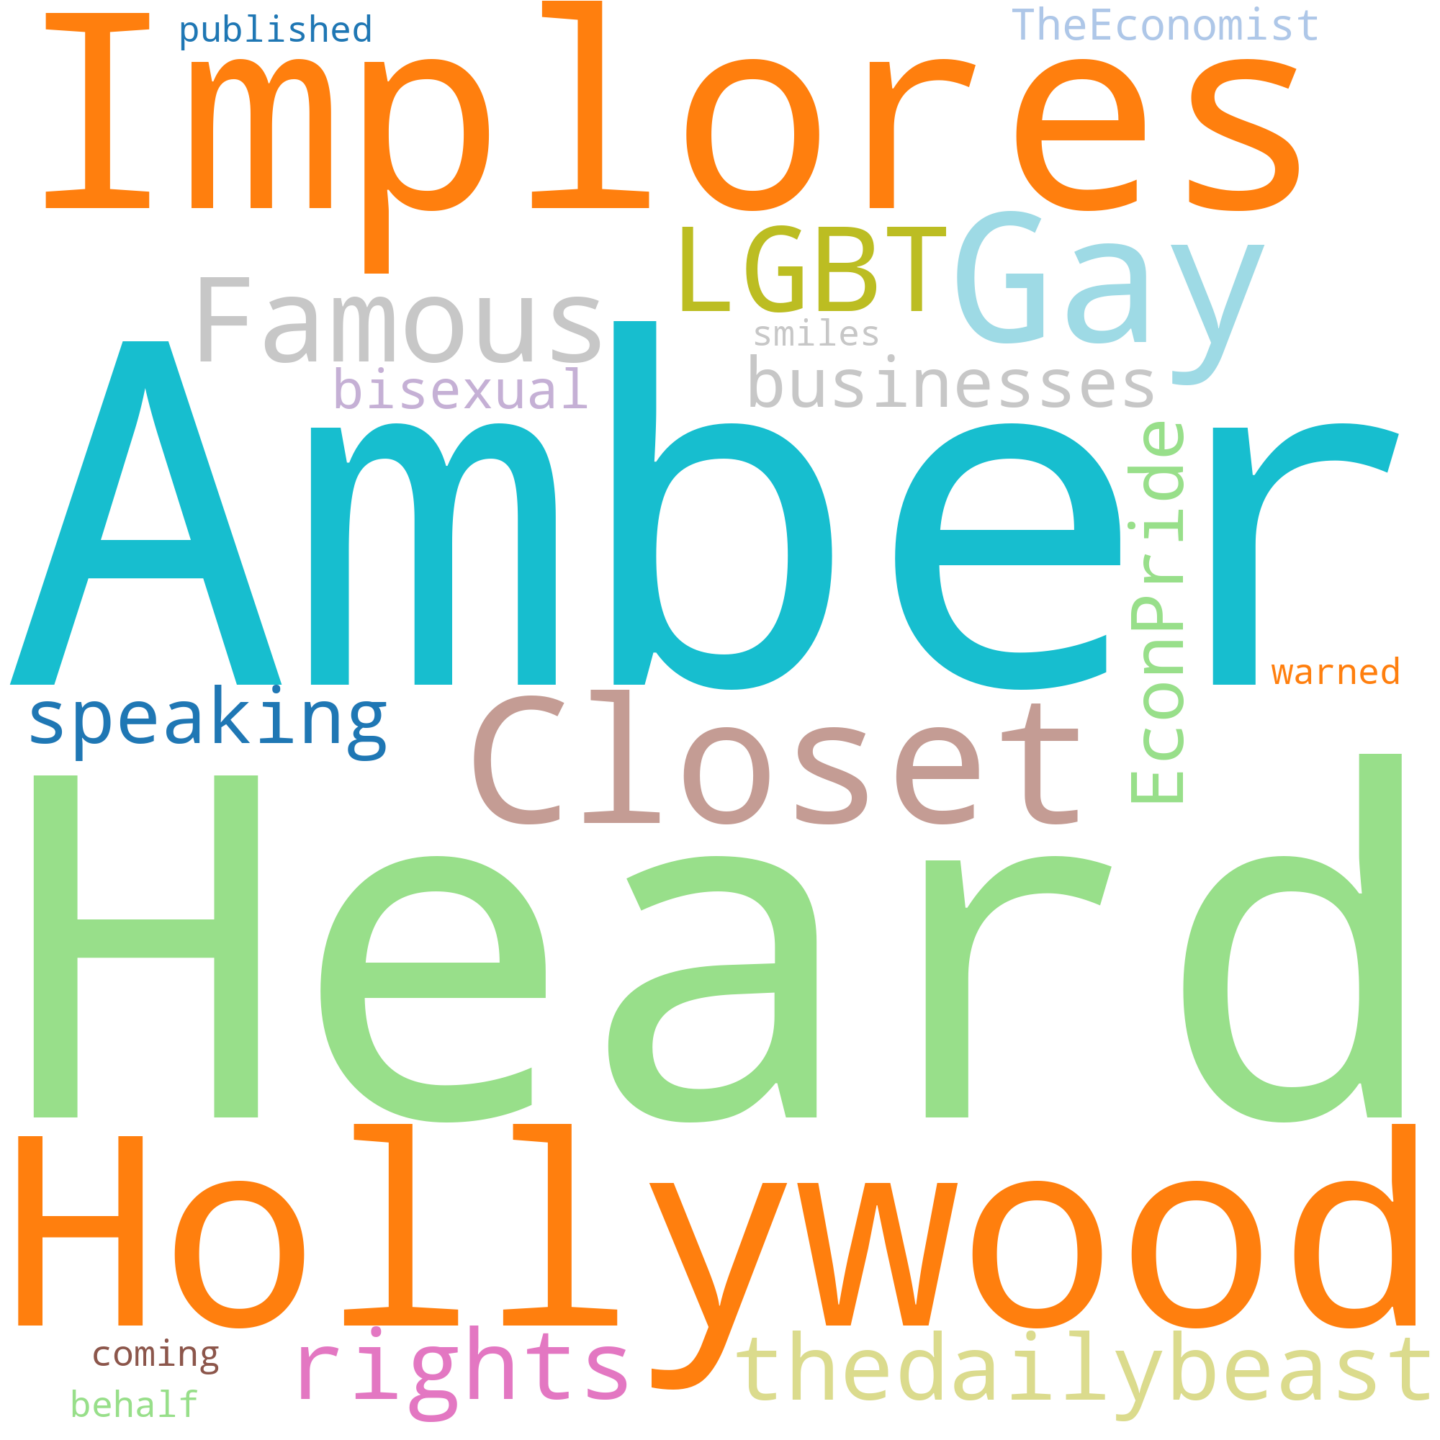 published
TheEconomist
Implores
LGBT
Gay
Famous
smiles
bisexual
businesses
Amber
EconPride
warned
speaking
Closet
Heard
Hollywood
coming
rights
thedailybeast
behalf